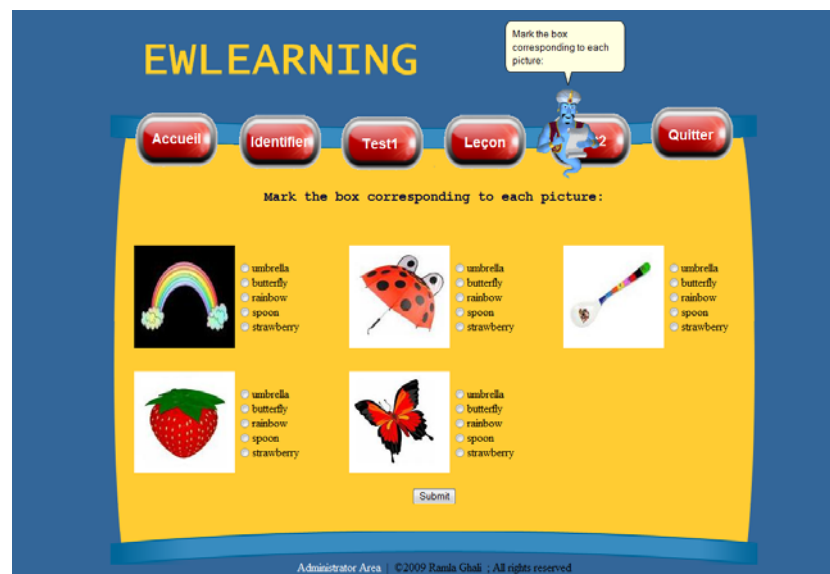 Mark the box
corresponding to each
picture:
EWLEARNING
Accueil
Identifier
Test1
Leçon
2
Quitter
Mark the box corresponding to each picture:
umbrella
butterfly
rainbow
spoon
strawberry
umbrella
butterfly
rainbow
spoon
strawberry
umbrella
butterfly
rainbow
spoon
strawberry
umbrella
butterfly
rainbow
spoon
strawberry
umbrella
butterfly
rainbow
spoon
strawberry
Submit
Administrator Area | ©2009 Ramla Ghali ; All rights reserved